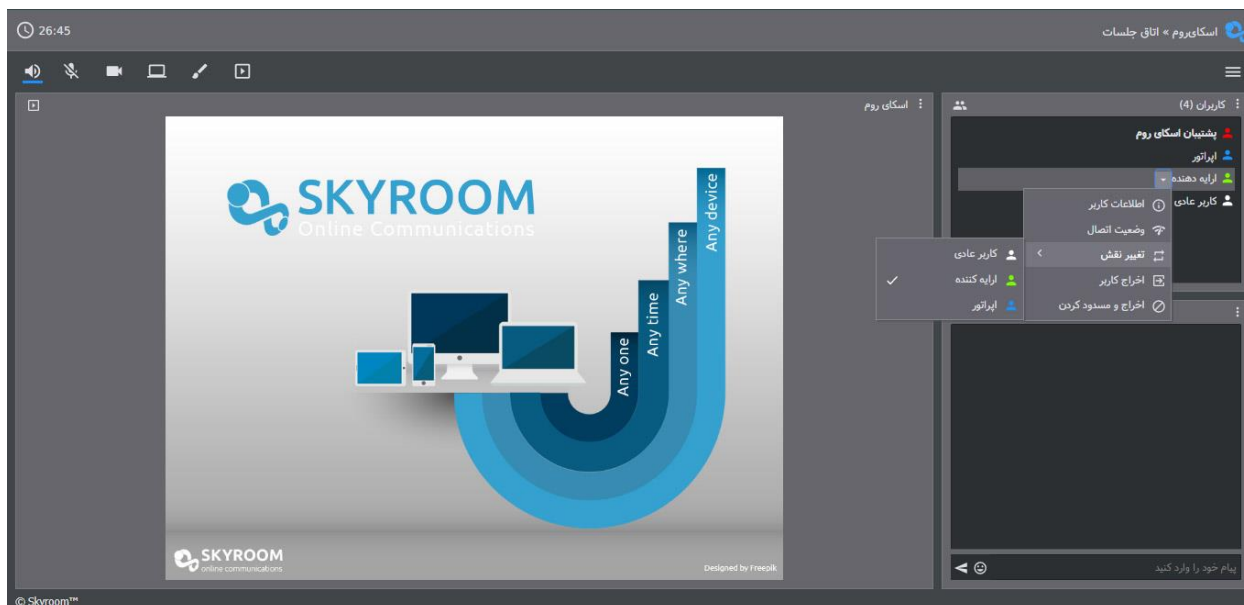 26:45
اسکای‌روم » اتاق جلسات
اسکای روم
کاربران (4)
پشتیبان اسکای روم
اپراتور
ارایه دهنده
کاربر عادی
اطلاعات کاربر
وضعیت اتصال
تغییر نقش
اخراج کاربر
اخراج و مسدود کردن
کاربر عادی
ارایه کننده
اپراتور
SKYROOM
Online Communications
Any one
Any time
Any where
Any device
SKYROOM
online communications
Designed by Freepik
پیام خود را وارد کنید
© Skyroom™